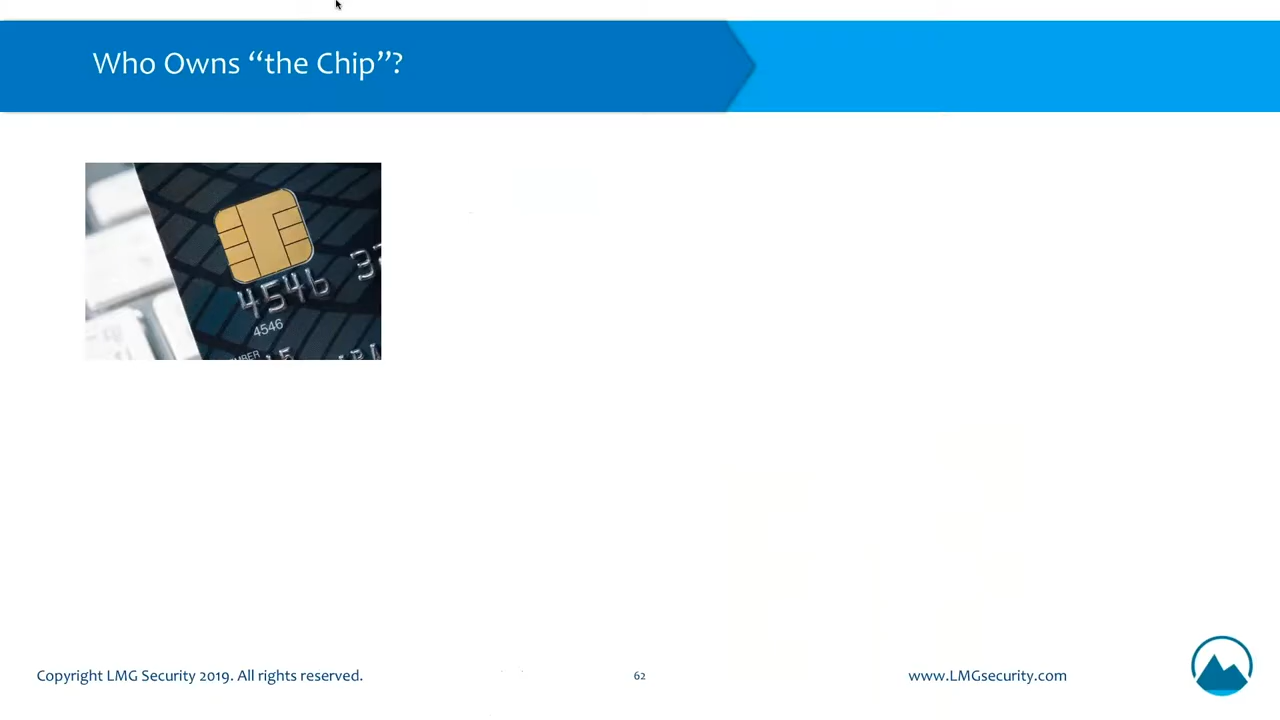 Who Owns “the Chip”?
4546
4546
Copyright LMG Security 2019. All rights reserved.
62
www.LMGsecurity.com